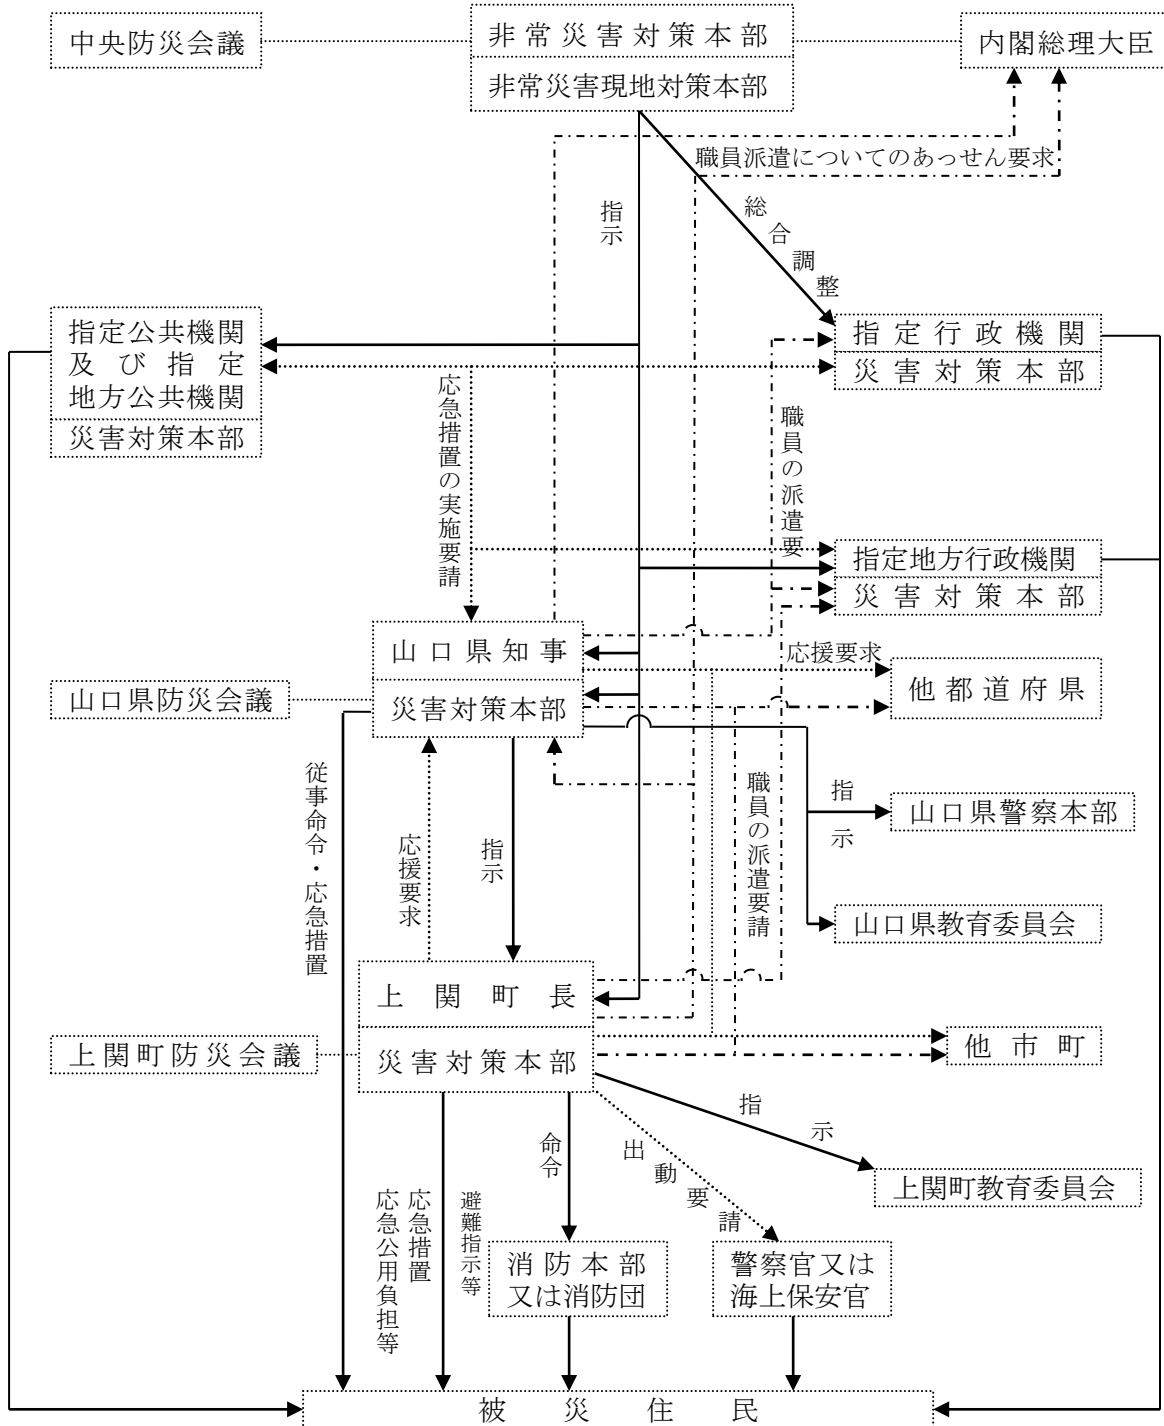 中央防災会議
非常災害対策本部
非常災害現地対策本部
内閣総理大臣
職員派遣についてのあっせん要求
指示
総合調整
指定公共機関
及び指定
地方公共機関
災害対策本部
指定行政機関
災害対策本部
応急措置の実施要請
職員の派遣要
指定地方行政機関
災害対策本部
山口県知事
災害対策本部
山口県防災会議
応援要求
他都道府県
従事命令・応急措置
応援要求
指示
職員の派遣要請
指示
山口県警察本部
山口県教育委員会
上関町長
災害対策本部
上関町防災会議
他市町
指示
上関町教育委員会
命令
出動要請
避難指示等
応急措置
応急公用負担等
消防本部
又は消防団
警察官又は
海上保安官
被災住民